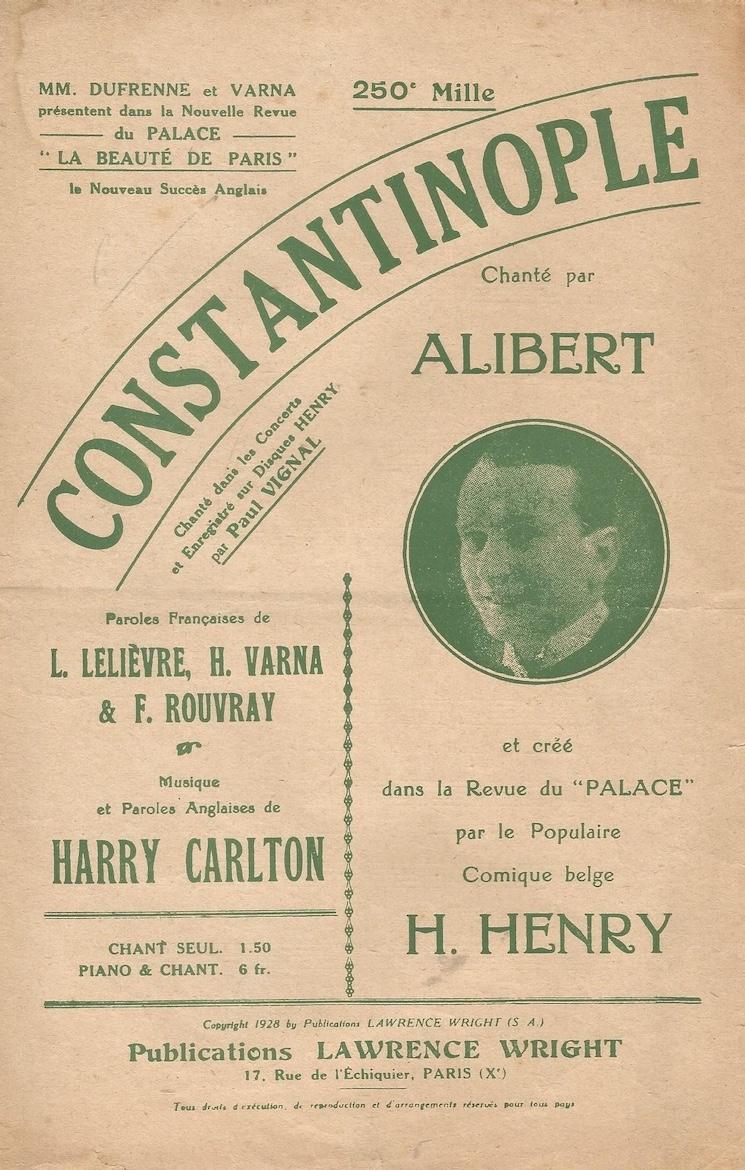 MM. DUFRENNE et VARNA
présentent dans la Nouvelle Revue
du PALACE
"LA BEAUTÉ DE PARIS"
le Nouveau Succès Anglais
250e Mille
CONSTANTINOPLE
Chanté par
ALIBERT
Chanté dans les Concerts
et Enregistré sur Disques HENRY
par Paul VIGNAL
Paroles Françaises de
L. LELIÈVRE, H. VARNA
& F. ROUVRAY
Musique
et Paroles Anglaises de
HARRY CARLTON
CHANT SEUL. 1.50
PIANO & CHANT. 6 fr.
et créé
dans la Revue du "PALACE"
par le Populaire
Comique belge
H. HENRY
Copyright 1928 by Publications LAWRENCE WRIGHT (S A.)
Publications LAWRENCE WRIGHT
17, Rue de l'Échiquier, PARIS (Xe)
Tous droits d'exécution, de reproduction et d'arrangements réservés pour tous pays